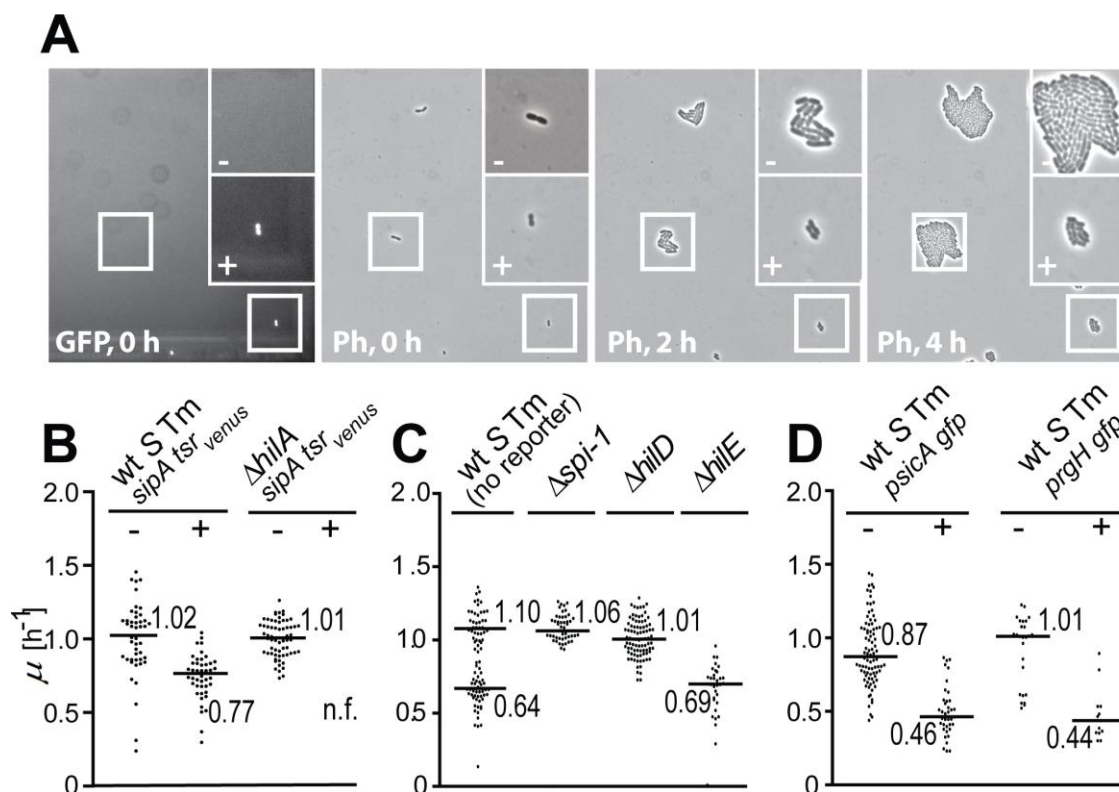 A
-
-
-
-
+
+
+
+
GFP, 0 h
Ph, 0 h
Ph, 2 h
Ph, 4 h
B
wt S Tm
sipA tsr venus
ΔhilA
sipA tsr venus
-
+
-
+
μ [h-1]
2.0
1.5
1.0
0.5
0
1.02
0.77
1.01
n.f.
C
wt S Tm
(no reporter)
Δspi-1
ΔhilD
ΔhilE
2.0
1.5
1.0
05
0
1.10
0.64
1.06
1.01
0.69
D
wt S Tm
psicA gfp
wt S Tm
prgH gfp
-
+
-
+
2.0
1.5
1.0
0.5
0
0.87
0.46
1.01
0.44